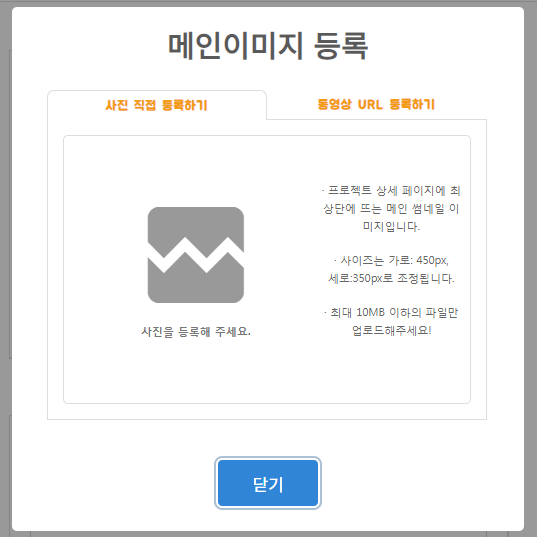 메인이미지 등록
사진 직접 등록하기
동영상 URL 등록하기
사진을 등록해 주세요.
· 프로젝트 상세 페이지에 최
상단에 뜨는 메인 썸네일 이
미지입니다.
· 사이즈는 가로: 450px,
세로:350px로 조정됩니다.
· 최대 10MB 이하의 파일만
업로드해주세요!
닫기